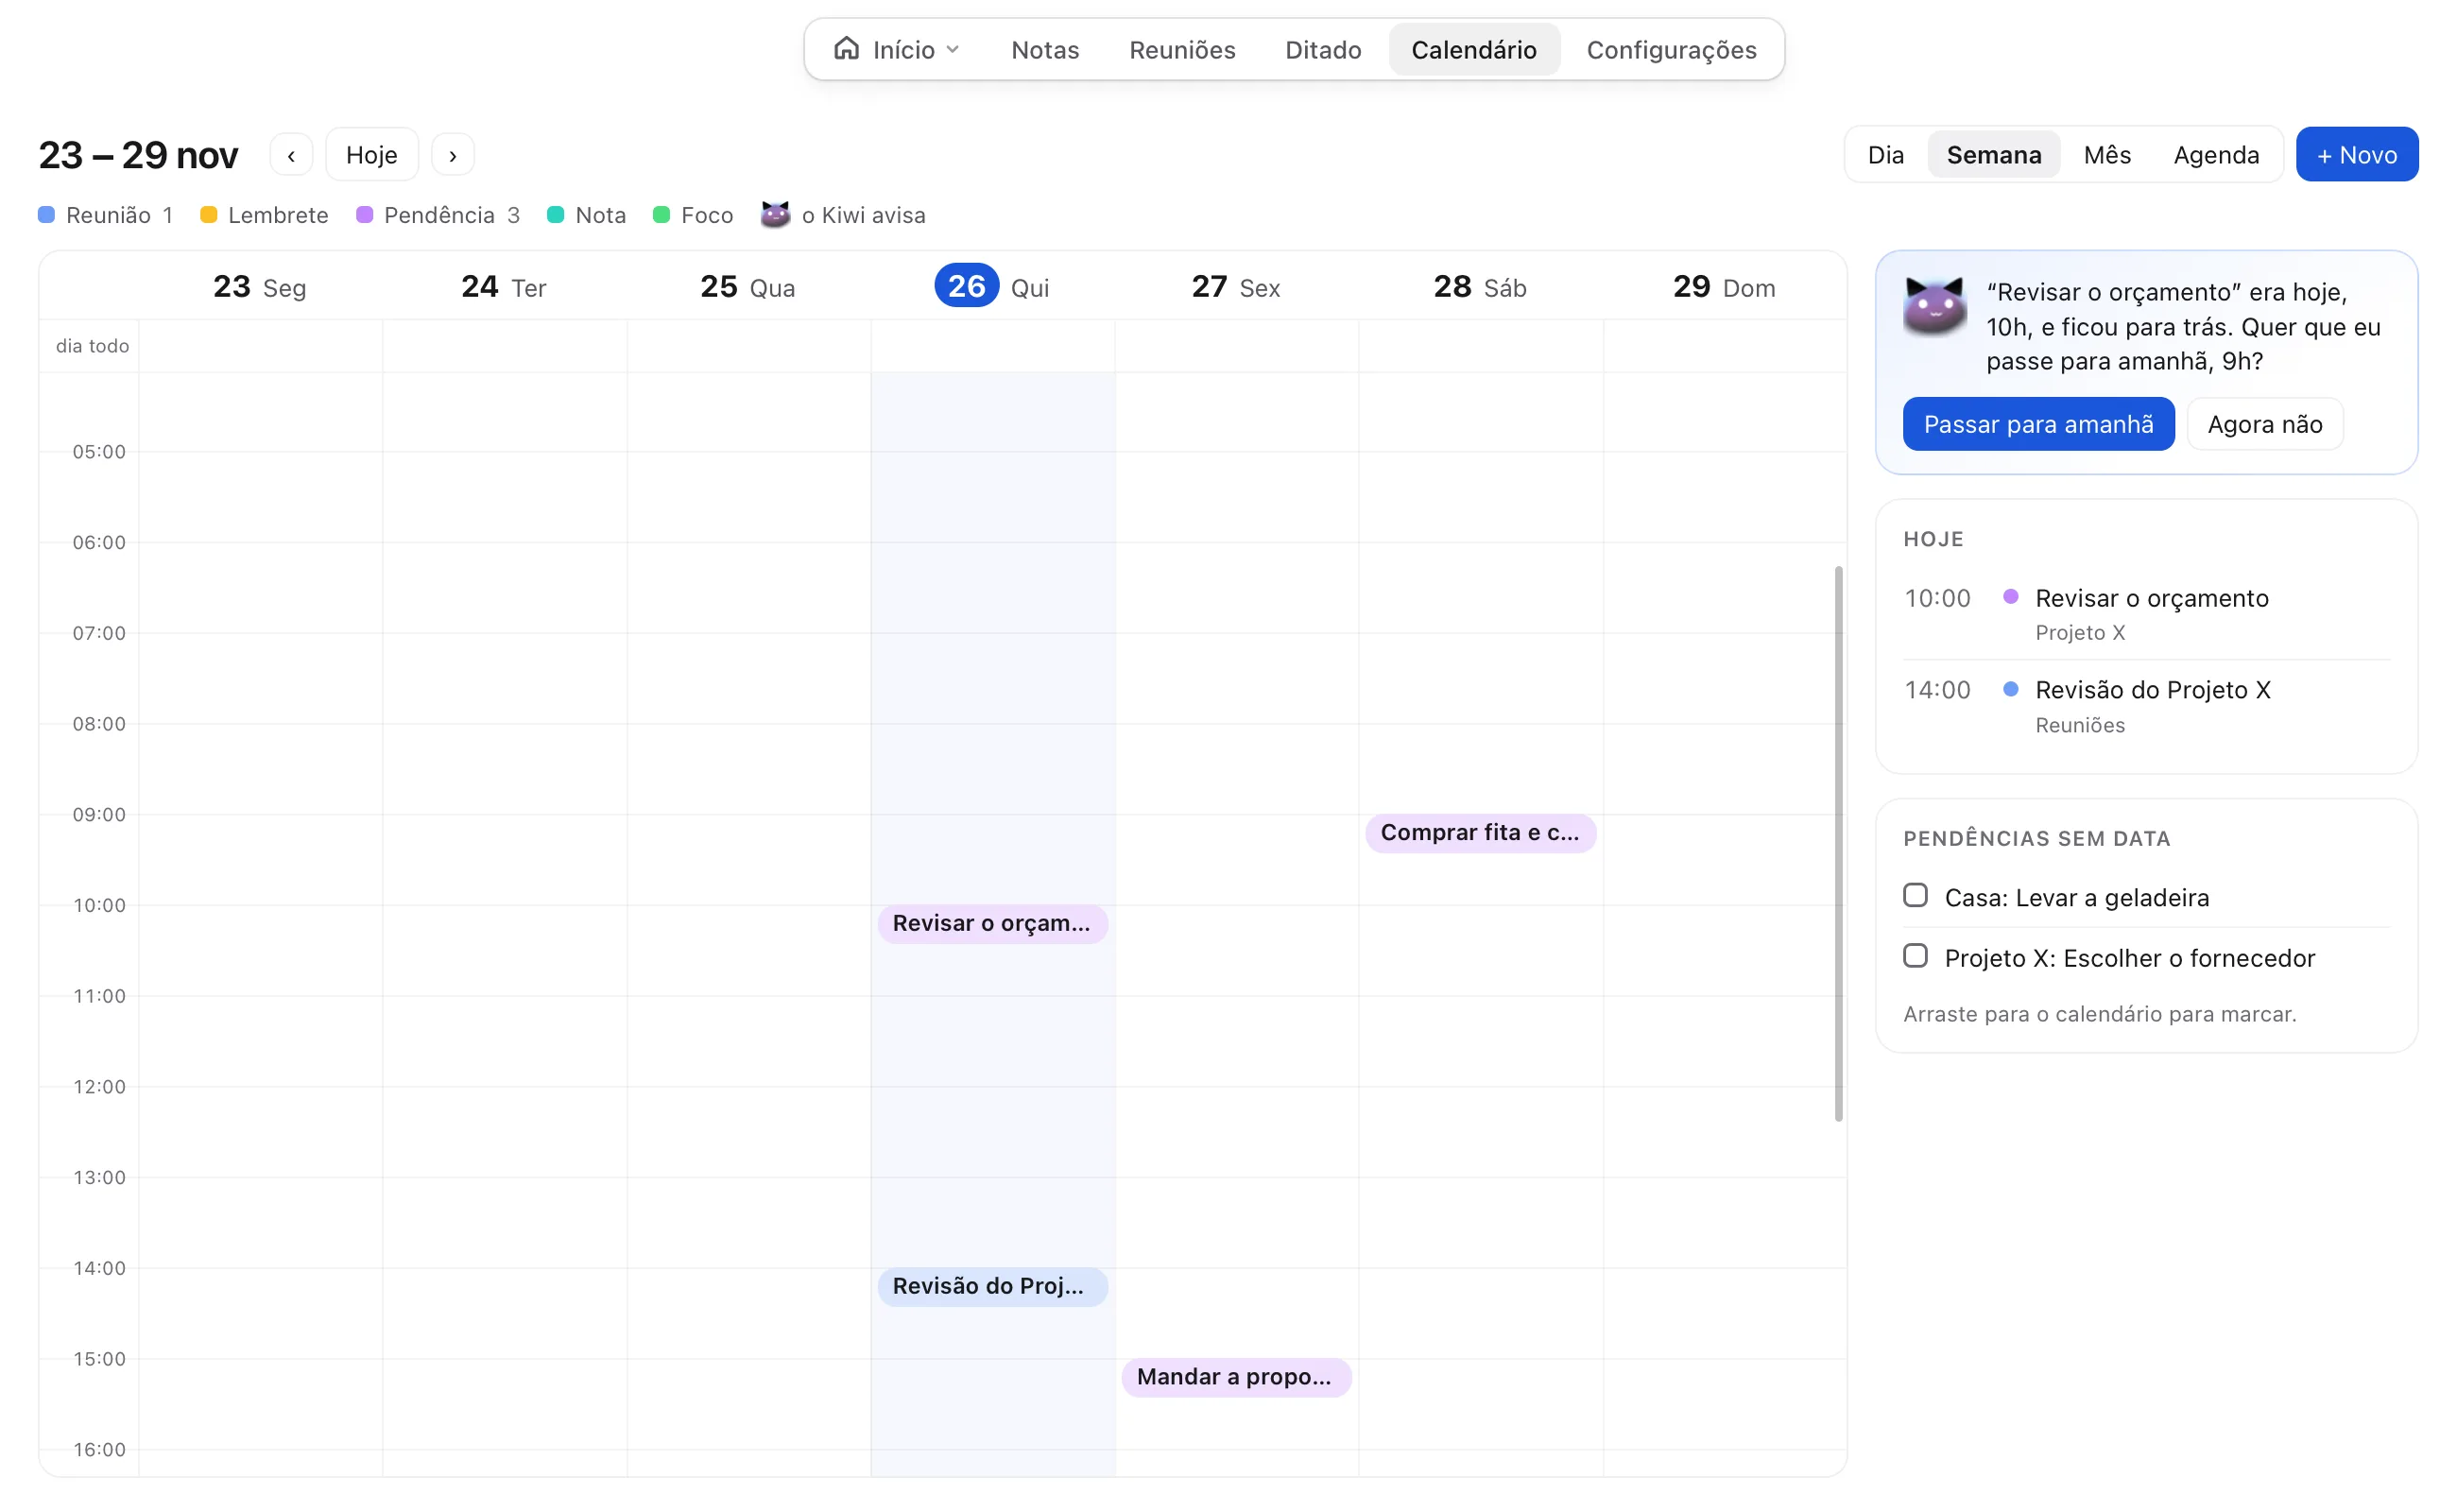 Início
Notas
Reuniões
Ditado
Calendário
Configurações
23 – 29 nov
‹
Hoje
›
Dia
Semana
Mês
Agenda
+ Novo
Reunião 1
Lembrete
Pendência 3
Nota
Foco
o Kiwi avisa
23 Seg
24 Ter
25 Qua
26 Qui
27 Sex
28 Sáb
29 Dom
dia todo
05:00
06:00
07:00
08:00
09:00
Comprar fita e c...
10:00
Revisar o orçam...
11:00
12:00
13:00
14:00
Revisão do Proj...
15:00
Mandar a propo...
16:00
“Revisar o orçamento” era hoje,
10h, e ficou para trás. Quer que eu
passe para amanhã, 9h?
Passar para amanhã
Agora não
HOJE
10:00 Revisar o orçamento
Projeto X
14:00 Revisão do Projeto X
Reuniões
PENDÊNCIAS SEM DATA
Casa: Levar a geladeira
Projeto X: Escolher o fornecedor
Arraste para o calendário para marcar.